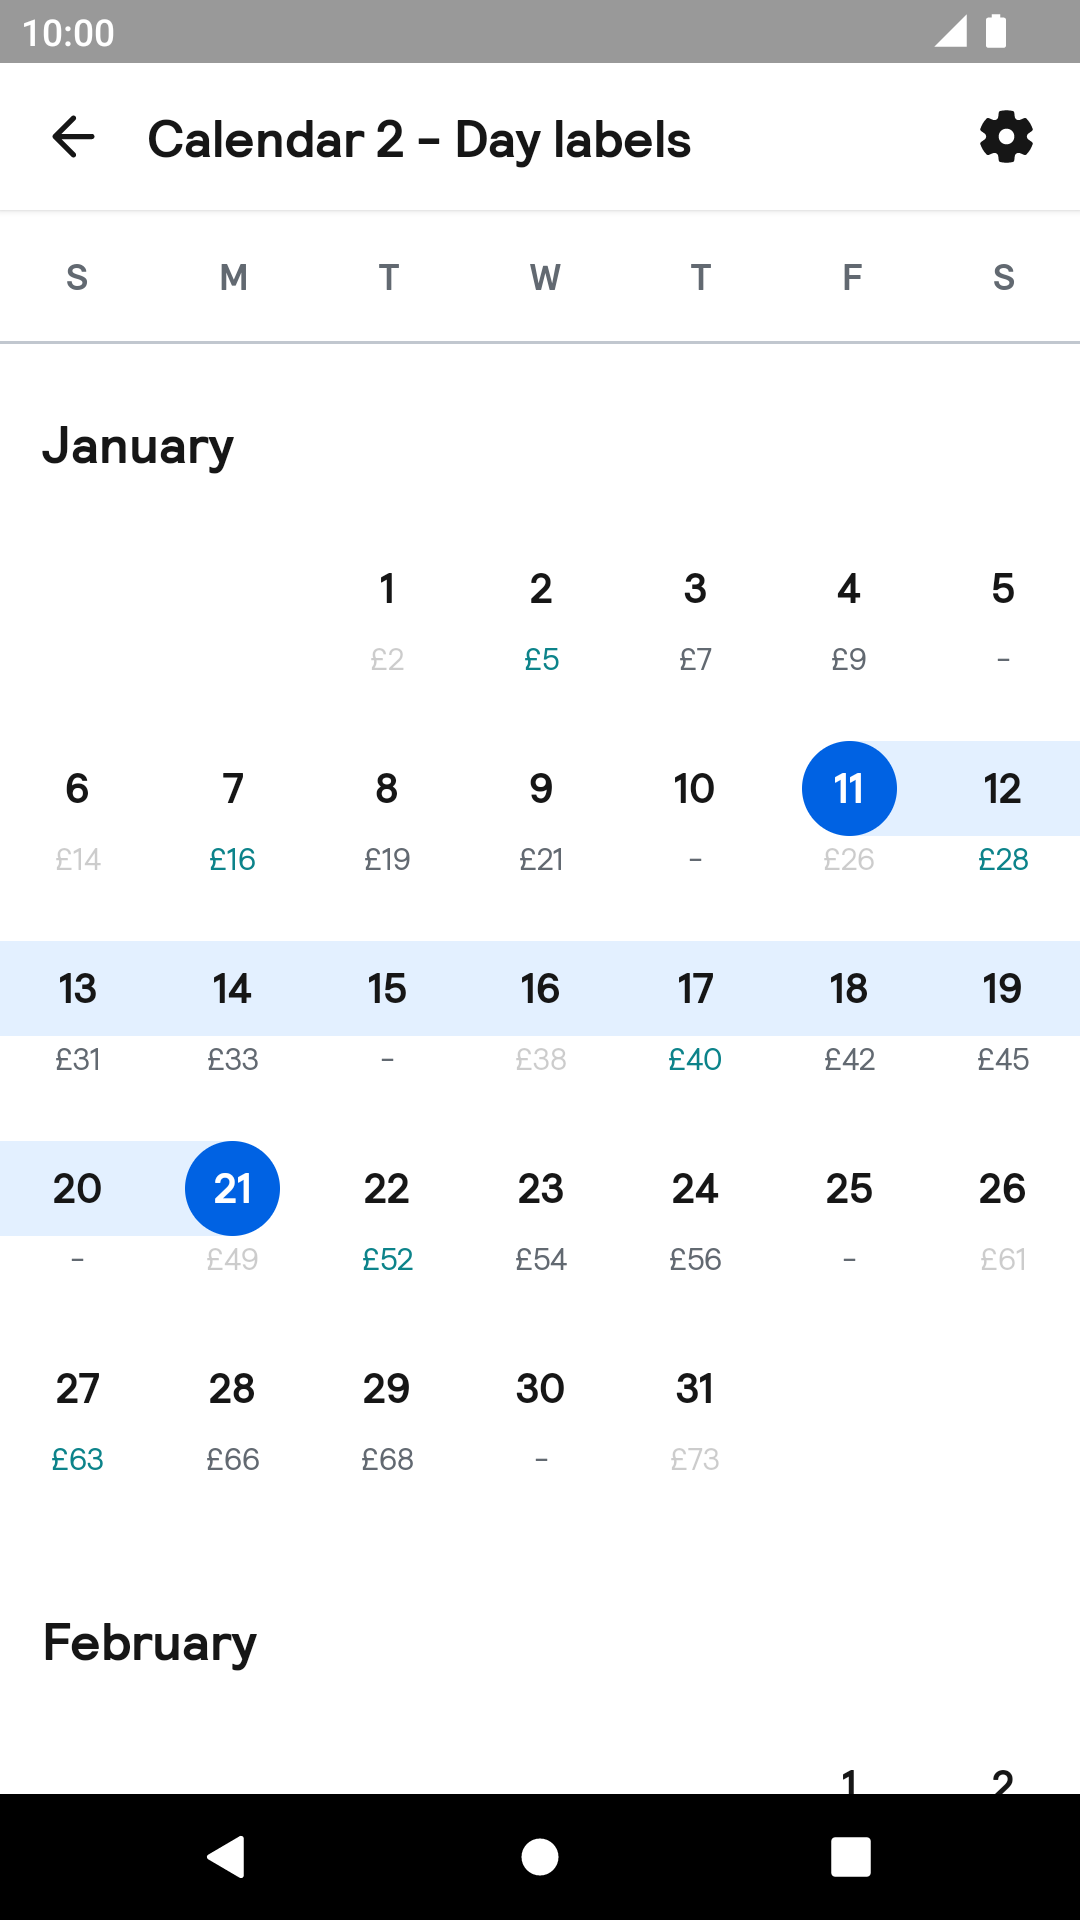 10:00
Calendar 2 – Day labels
S M T W T F S
January
1 2 3 4 5
£2 £5 £7 £9 -
6 7 8 9 10 11 12
£14 £16 £19 £21 - £26 £28
13 14 15 16 17 18 19
£31 £33 - £38 £40 £42 £45
20 21 22 23 24 25 26
- £49 £52 £54 £56 - £61
27 28 29 30 31
£63 £66 £68 - £73
February
1 2